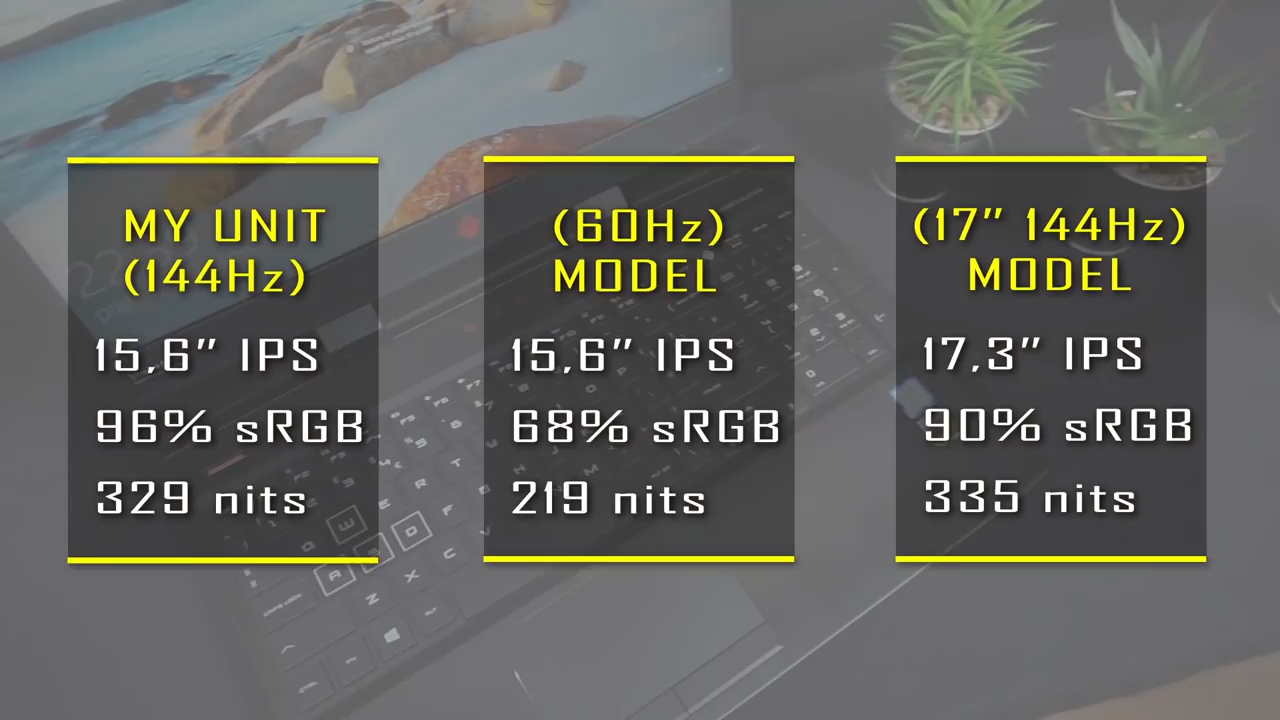 MY UNIT
(144Hz)
15,6" IPS
96% sRGB
329 nits
(60Hz)
MODEL
15,6" IPS
68% sRGB
219 nits
(17" 144Hz)
MODEL
17,3" IPS
90% sRGB
335 nits